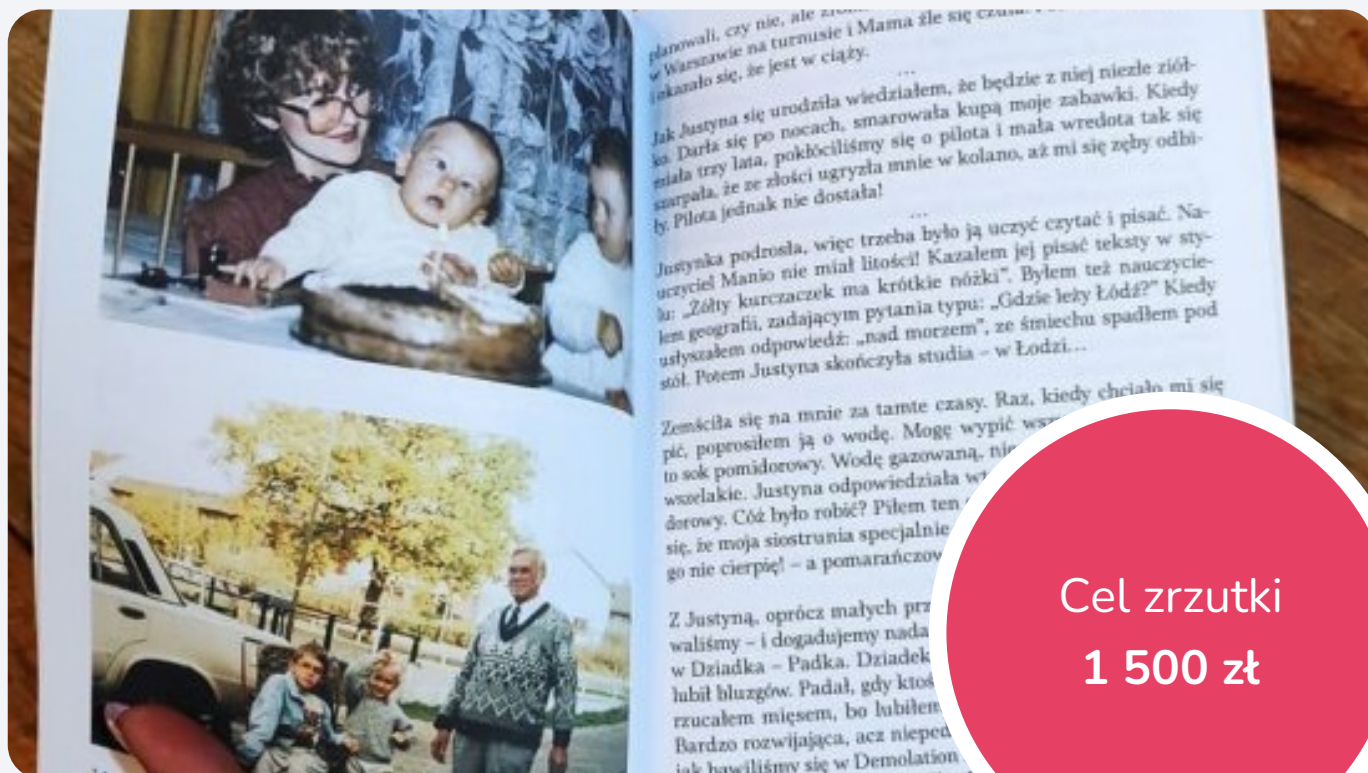 planowali, czy nie, ale
w Warszawie na turnusie i Mama źle się czuła.
i okazało się, że jest w ciąży.
...
Jak Justyna się urodziła wiedziałem, że będzie z niej niezłe ziół-
ko. Darła się po nocach, smarowała kupą moje zabawki. Kiedy
miała trzy lata, pokłóciliśmy się o pilota i mała wredota tak się
szarpała, że ze złości ugryzła mnie w kolano, aż mi się zęby odbi-
ły. Pilota jednak nie dostała!
...
Justynka podrosła, więc trzeba było ją uczyć czytać i pisać. Na-
uczyciel Manio nie miał litości! Kazałem jej pisać teksty w sty-
lu: „Żółty kurczaczek ma krótkie nóżki”. Byłem też nauczycie-
lem geografii, zadającym pytania typu: „Gdzie leży Łódź?” Kiedy
usłyszałem odpowiedź: „nad morzem”, ze śmiechu spadłem pod
stół. Potem Justyna skończyła studia – w Łodzi…
Zemściła się na mnie za tamte czasy. Raz, kiedy chciało mi się
pić, poprosiłem ją o wodę. Mogę wypić
to sok pomidorowy. Wodę gazowaną,
wszelakie. Justyna odpowiedziała
dorowy. Cóż było robić? Piłem ten
się, że moja siostrunia specjalnie
go nie cierpię! – a
Z Justyną, oprócz małych
waliśmy – i dogadujemy
w Dziadka – Padka. Dziadek
lubił bluzgów. Padał, gdy ktoś
rzucałem mięsem, bo lubiłem
Bardzo rozwijająca, acz
jak bawiliśmy się w Demolation
Cel zrzutki
1 500 zł